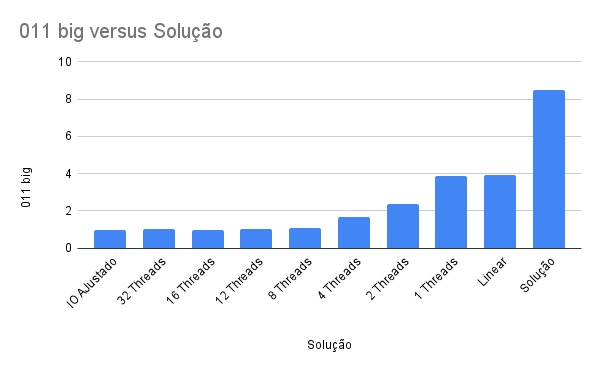 011 big versus Solução
10
8
6
4
2
0
011 big
IO AJustado
32 Threads
16 Threads
12 Threads
8 Threads
4 Threads
2 Threads
1 Threads
Linear
Solução
Solução